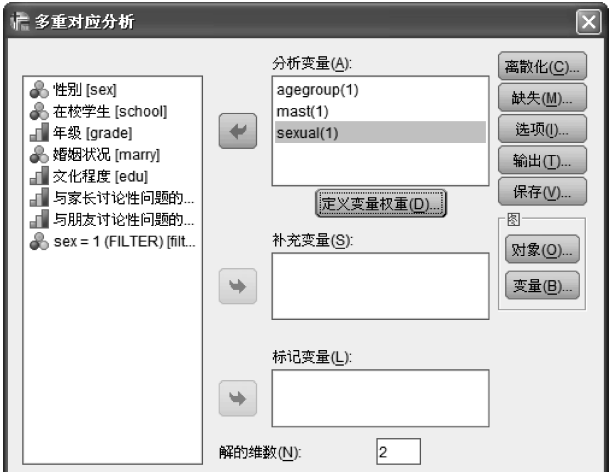 多重对应分析
性别 [sex]
在校学生 [school]
年级 [grade]
婚姻状况 [marry]
文化程度 [edu]
与家长讨论性问题的...
与朋友讨论性问题的...
sex = 1 (FILTER) [filt...
分析变量(A):
agegroup(1)
mast(1)
sexual(1)
定义变量权重(D)...
补充变量(S):
标记变量(L):
解的维数(N):
2
离散化(C)...
缺失(M)...
选项(I)...
输出(T)...
保存(V)...
图
对象(O)...
变量(B)...